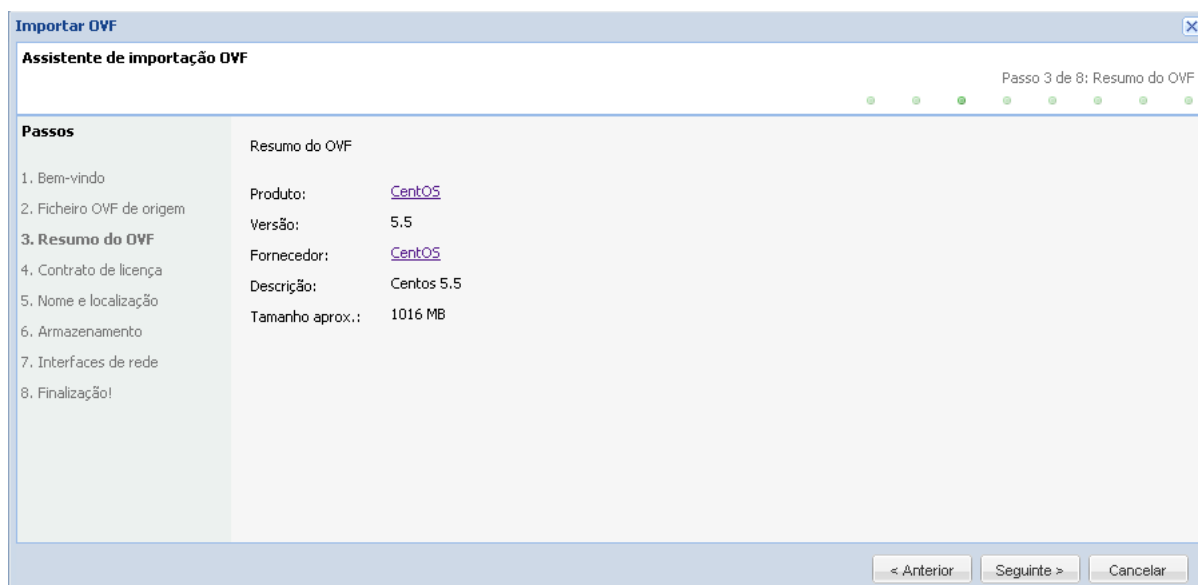 Importar OVF
Assistente de importação OVF
Passo 3 de 8: Resumo do OVF
Passos
1. Bem-vindo
2. Ficheiro OVF de origem
3. Resumo do OVF
4. Contrato de licença
5. Nome e localização
6. Armazenamento
7. Interfaces de rede
8. Finalização!
Resumo do OVF
Produto: CentOS
Versão: 5.5
Fornecedor: CentOS
Descrição: Centos 5.5
Tamanho aprox.: 1016 MB
< Anterior Seguinte > Cancelar